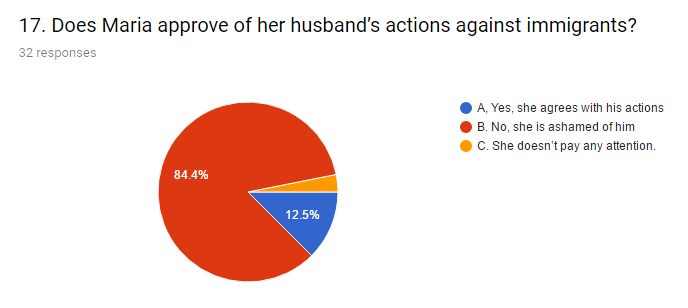 17. Does Maria approve of her husband’s actions against immigrants?
32 responses
A, Yes, she agrees with his actions
B. No, she is ashamed of him
C. She doesn’t pay any attention.
84.4%
12.5%